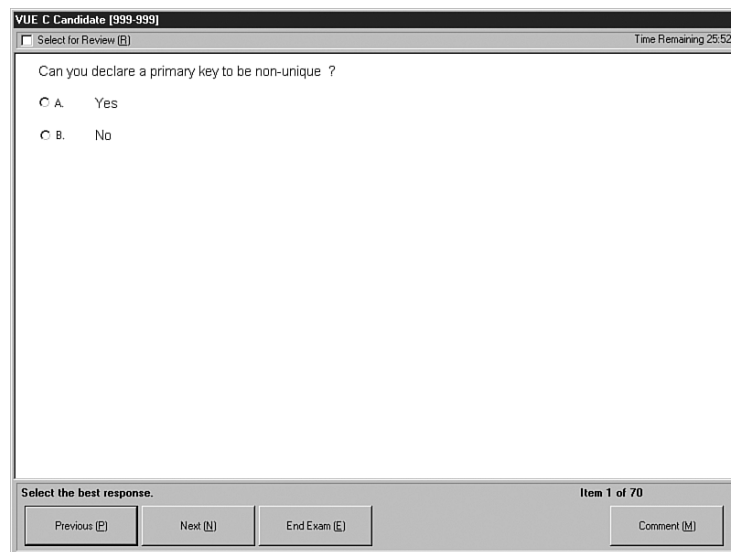 VUE C Candidate [999-999]
Select for Review (R) Time Remaining 25:52
Can you declare a primary key to be non-unique ?
A. Yes
B. No
Select the best response. Item 1 of 70
Previous (P) Next (N) End Exam (E) Comment (M)